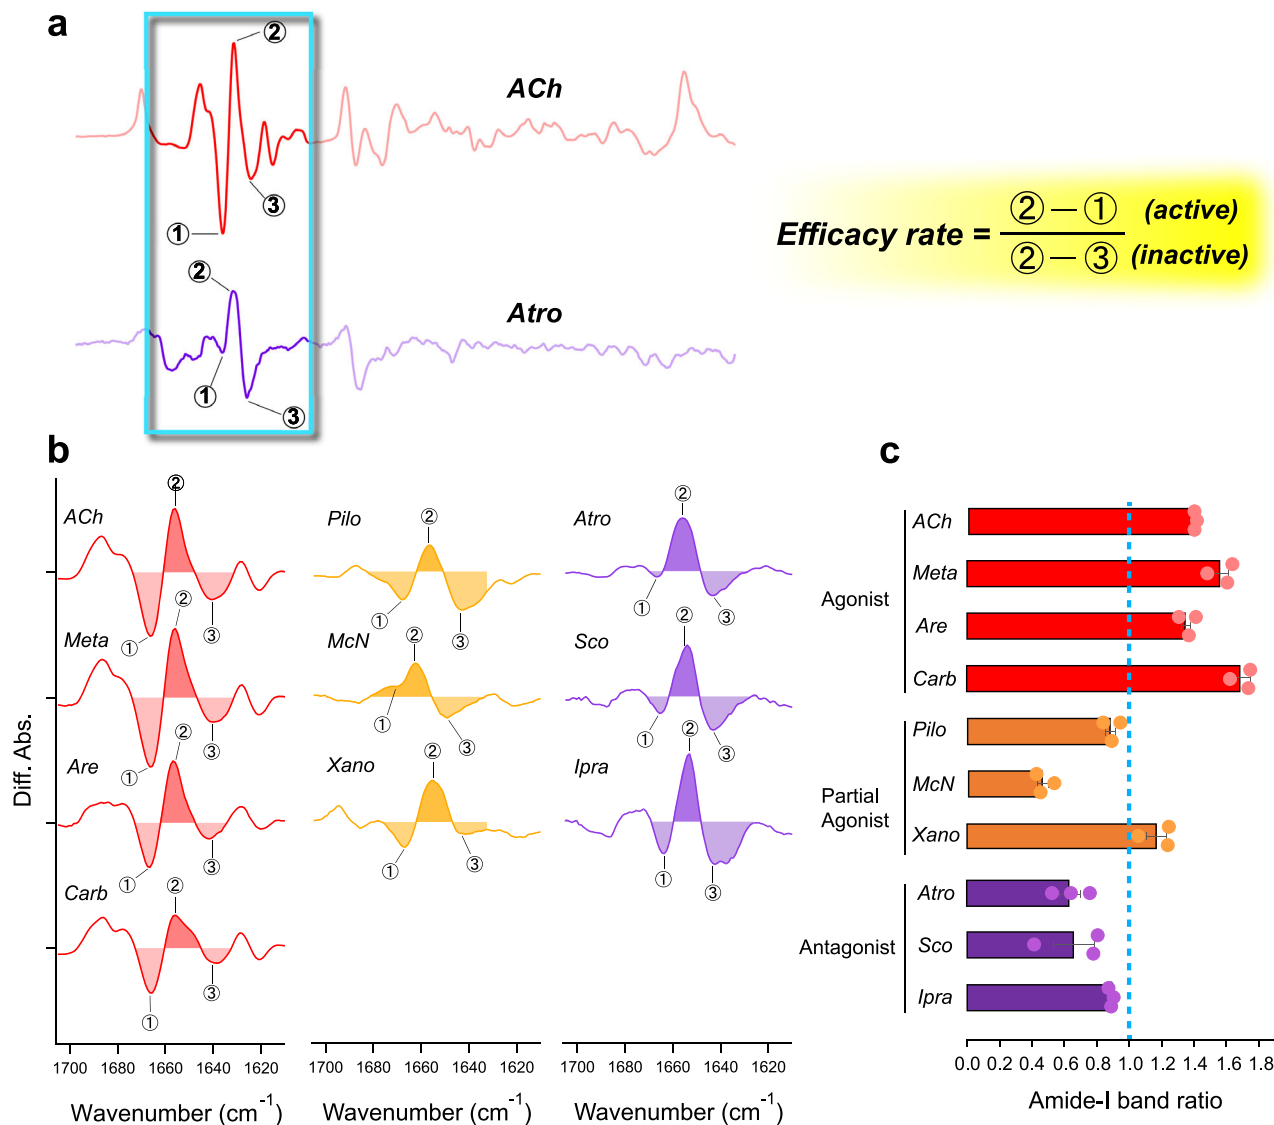 a
②
ACh
③
①
②
Atro
①
③
Efficacy rate = ② — ① (active)
② — ③ (inactive)
b
②
ACh
①
③
②
Meta
①
③
②
Are
①
③
②
Carb
①
③
Pilo
②
①
③
McN
②
①
③
Xano
②
①
③
Atro
②
①
③
Sco
②
①
③
Ipra
②
①
③
Diff. Abs.
1700 1680 1660 1640 1620
1700 1680 1660 1640 1620
1700 1680 1660 1640 1620
Wavenumber (cm⁻¹)
Wavenumber (cm⁻¹)
Wavenumber (cm⁻¹)
c
Agonist
ACh
Meta
Are
Carb
Partial
Agonist
Pilo
McN
Xano
Antagonist
Atro
Sco
Ipra
0.0 0.2 0.4 0.6 0.8 1.0 1.2 1.4 1.6 1.8
Amide-I band ratio